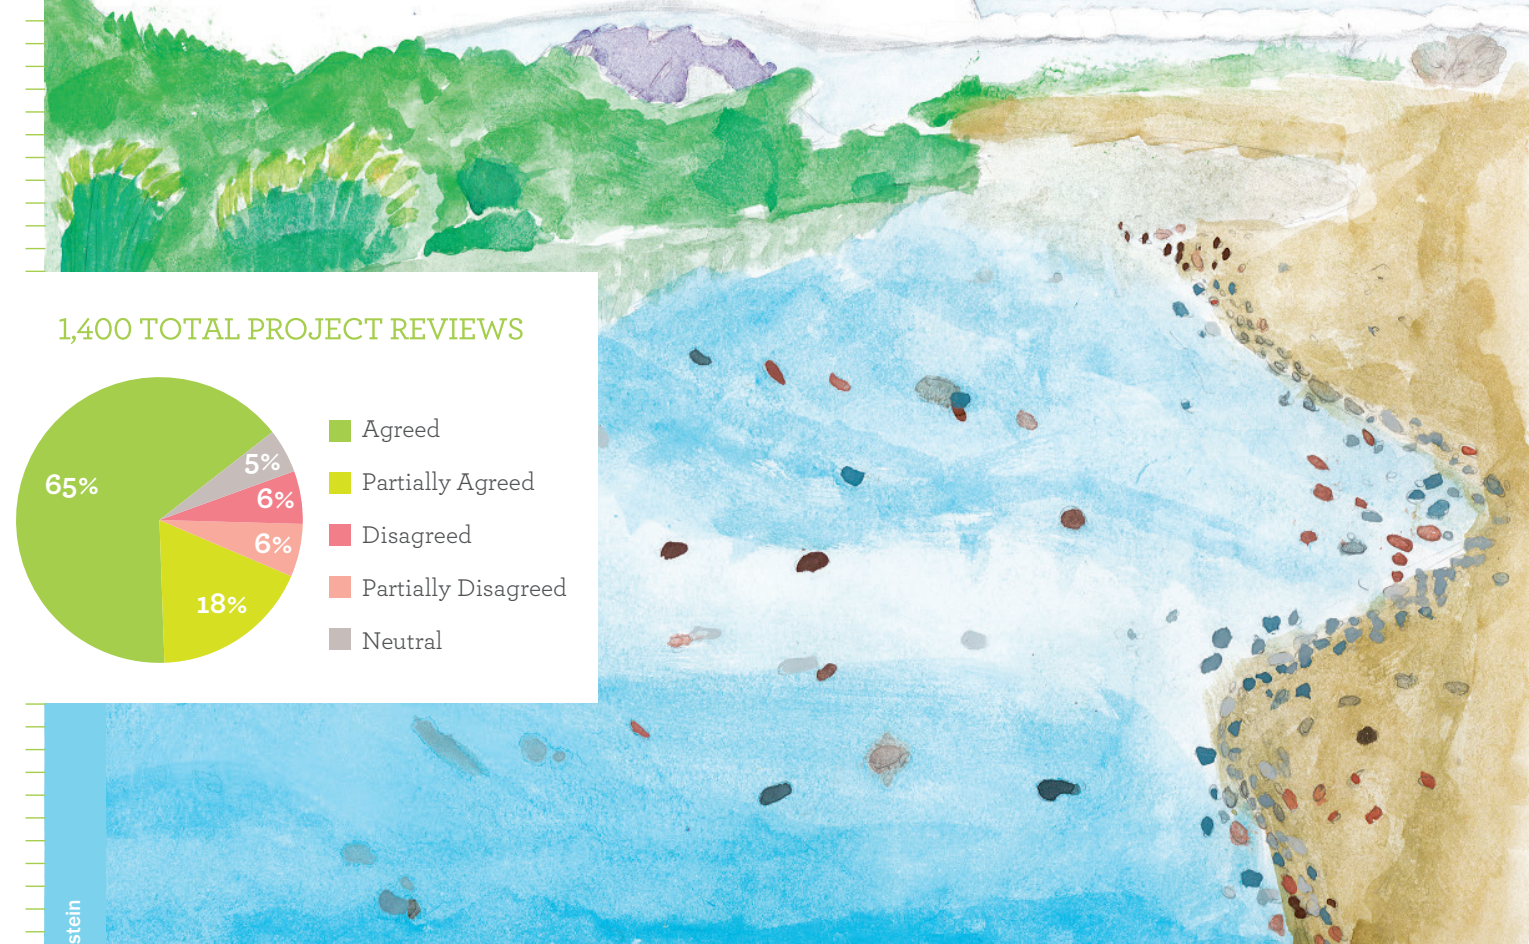 1,400 TOTAL PROJECT REVIEWS
65%
5%
6%
6%
18%
Agreed
Partially Agreed
Disagreed
Partially Disagreed
Neutral
stein